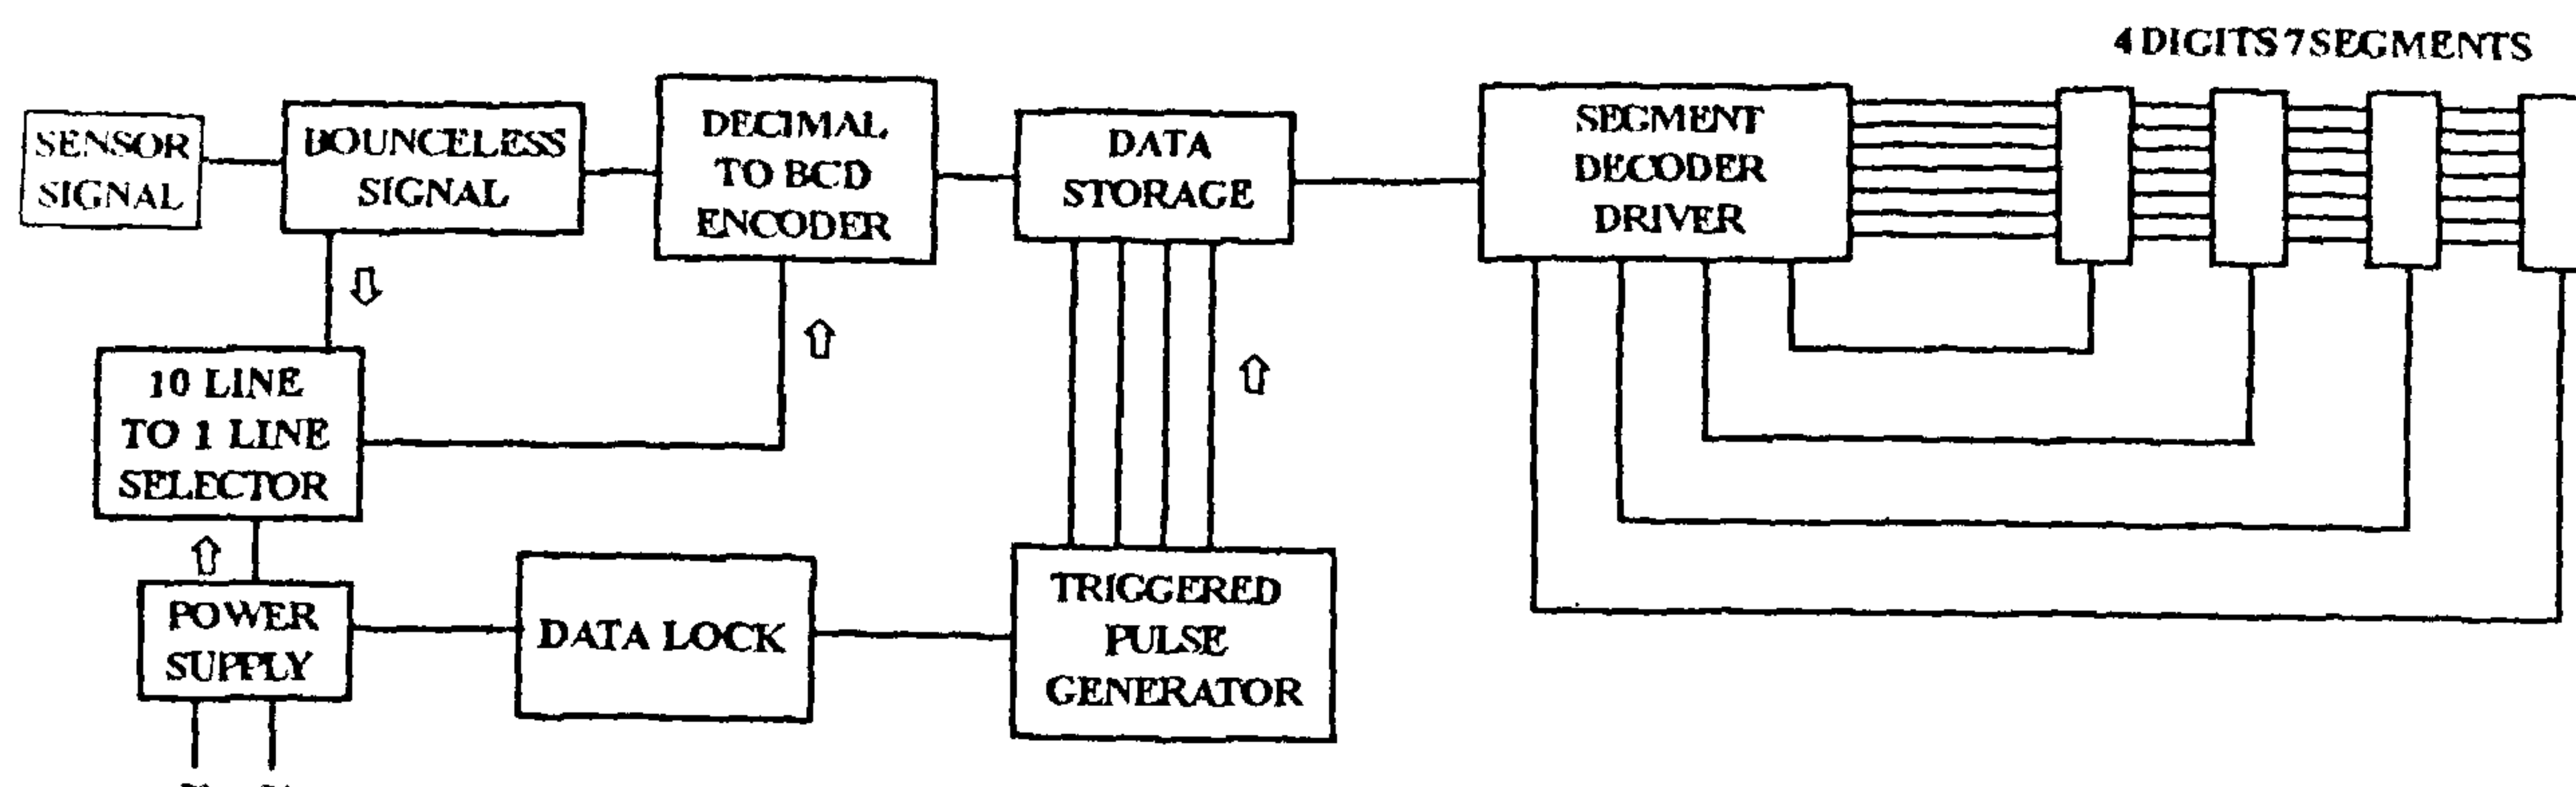 4 DIGITS 7 SEGMENTS
SENSOR
SIGNAL
BOUNCELESS
SIGNAL
DECIMAL
TO BCD
ENCODER
DATA
STORAGE
SEGMENT
DECODER
DRIVER
10 LINE
TO 1 LINE
SELECTOR
POWER
SUPPLY
DATA LOCK
TRIGGERED
PULSE
GENERATOR